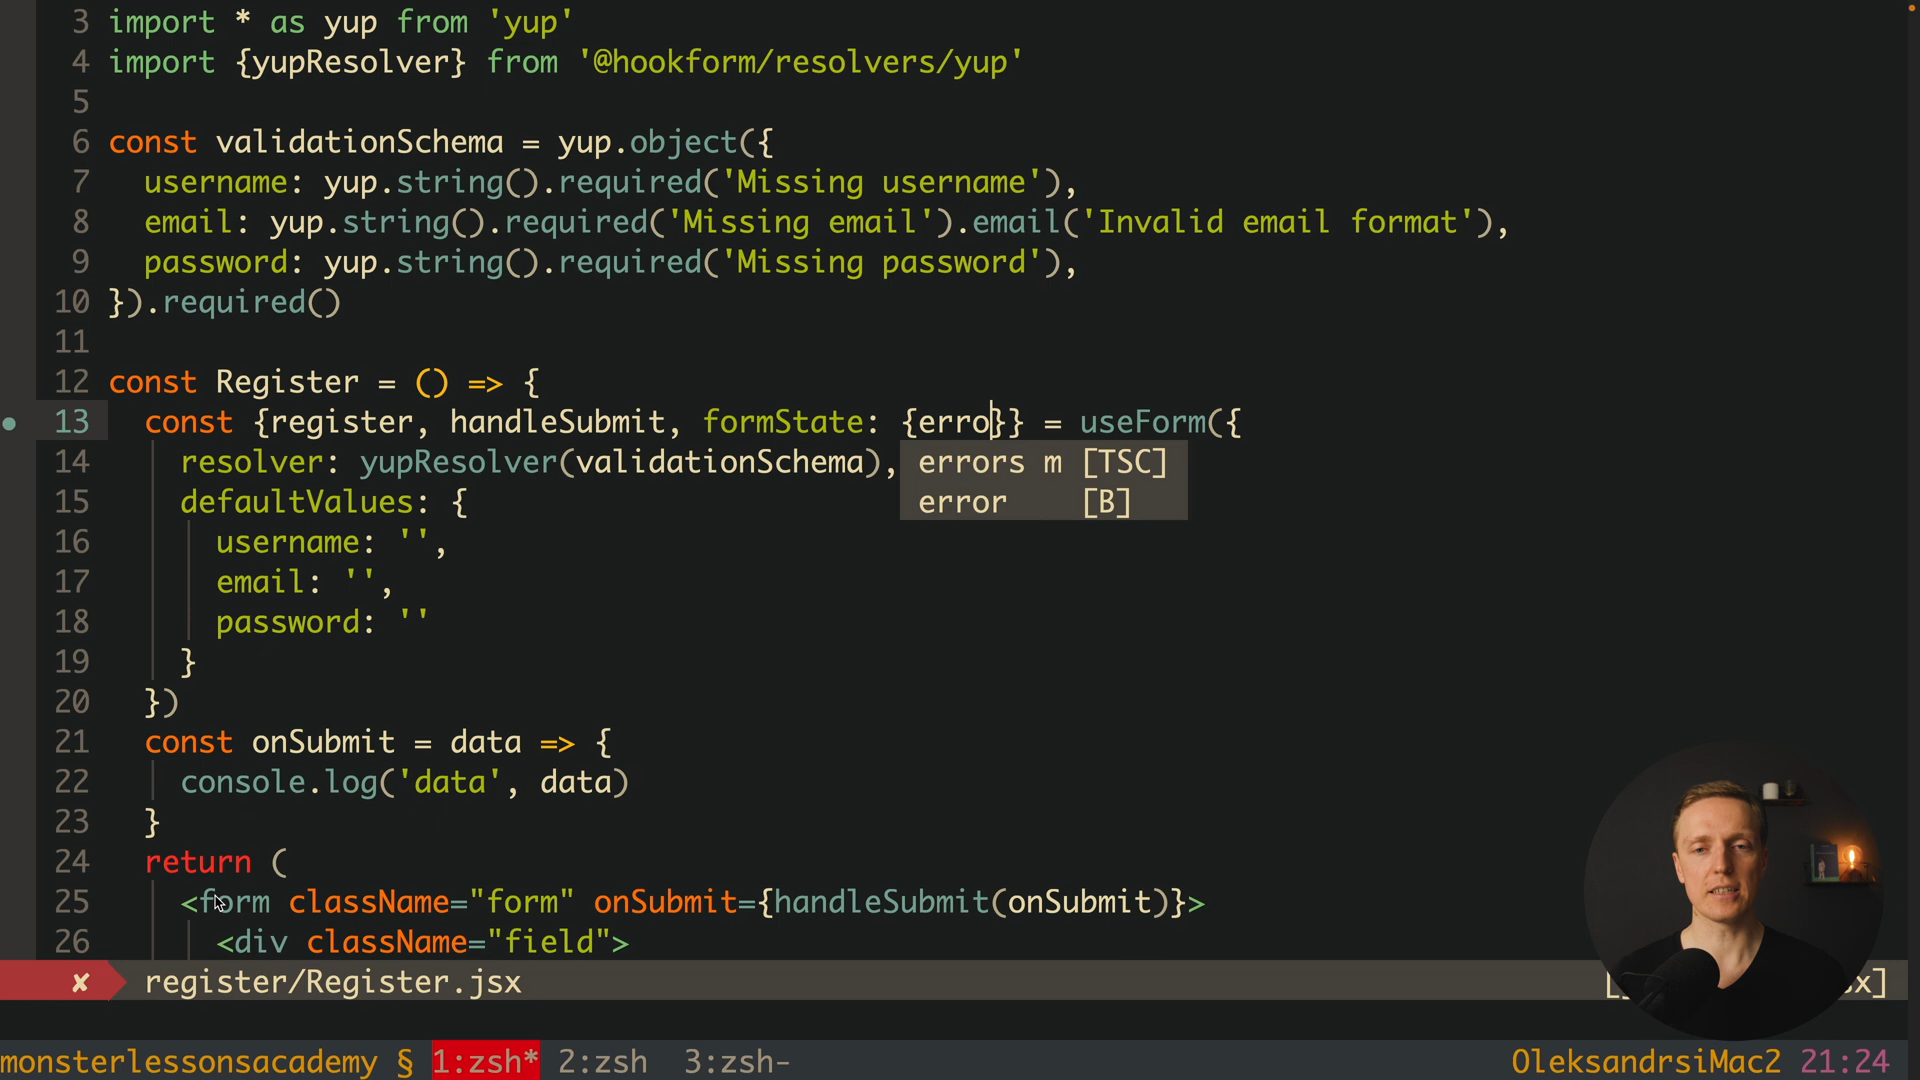 3 import * as yup from 'yup'
4 import {yupResolver} from '@hookform/resolvers/yup'
5
6 const validationSchema = yup.object({
7   username: yup.string().required('Missing username'),
8   email: yup.string().required('Missing email').email('Invalid email format'),
9   password: yup.string().required('Missing password'),
10 }).required()
11
12 const Register = () => {
13   const {register, handleSubmit, formState: {erro}} = useForm({
14     resolver: yupResolver(validationSchema), errors m [TSC]
15     defaultValues: { error [B]
16       username: '',
17       email: '',
18       password: ''
19     }
20   })
21   const onSubmit = data => {
22     console.log('data', data)
23   }
24   return (
25     <form className="form" onSubmit={handleSubmit(onSubmit)}>
26       <div className="field">
✘ register/Register.jsx
monsterlessonsacademy § 1:zsh* 2:zsh 3:zsh- OleksandrsiMac2 21:24